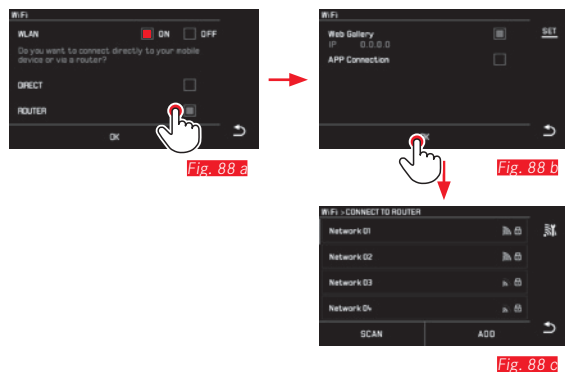 WiFi
WLAN ON OFF
Do you want to connect directly to your mobile
device or via a router?
DIRECT
ROUTER
OK
Fig. 88 a
WiFi
Web Gallery SET
IP 0.0.0.0
APP Connection
Fig. 88 b
WiFi >CONNECT TO ROUTER
Network 01
Network 02
Network 03
Network 04
SCAN ADD
Fig. 88 c